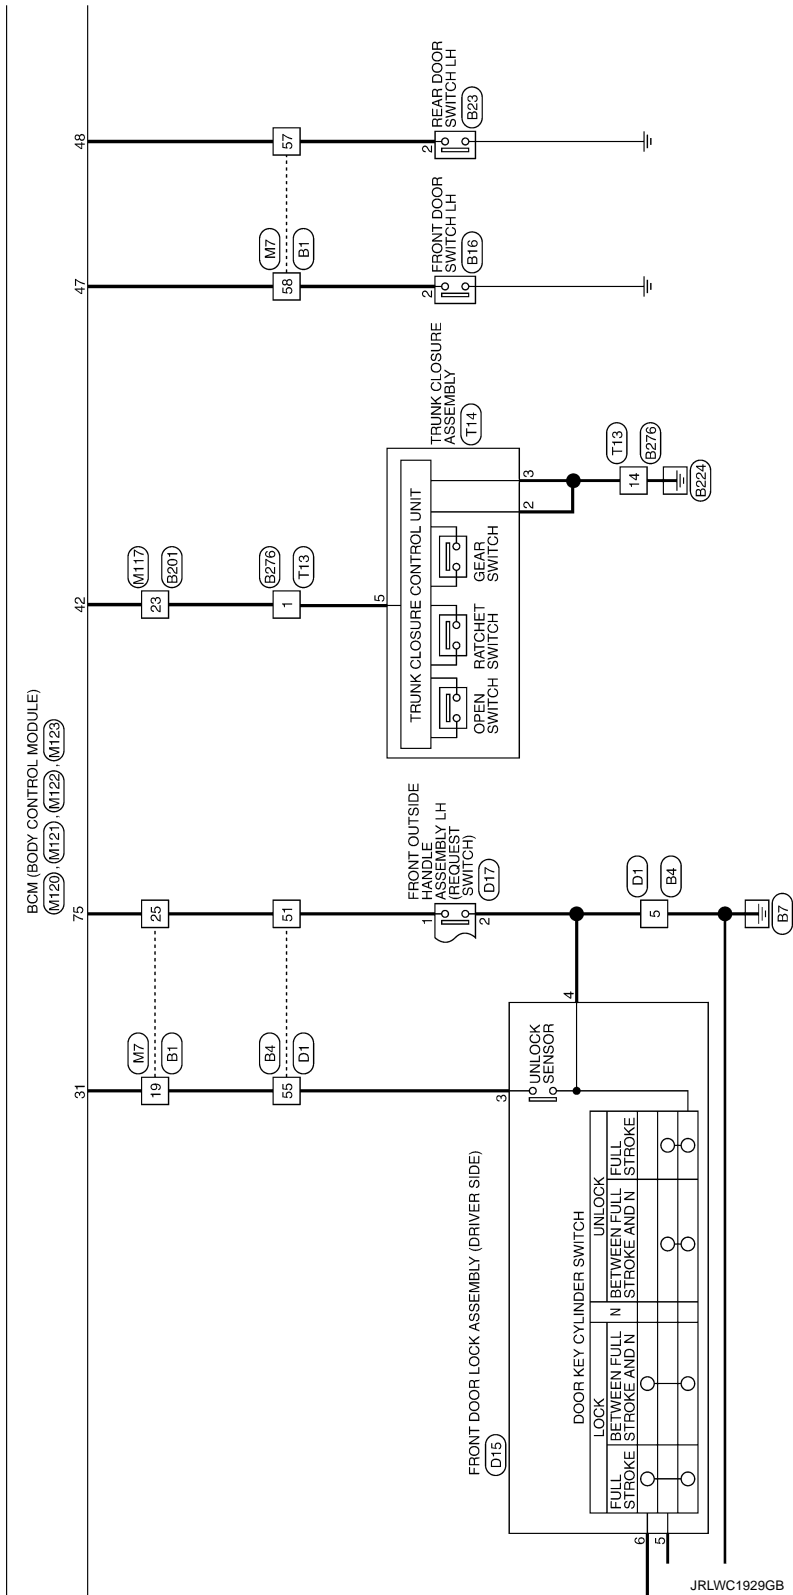 BCM (BODY CONTROL MODULE)
M120 , M121 , M122 , M123
31
75
42
47
48
M7
19
B1
25
M117
23
B201
M7
58
B1
57
B4
55
D1
51
B276
1
T13
FRONT DOOR LOCK ASSEMBLY (DRIVER SIDE)
D15
3
UNLOCK
SENSOR
4
DOOR KEY CYLINDER SWITCH
LOCK
N
UNLOCK
FULL
STROKE
BETWEEN FULL
STROKE AND N
BETWEEN FULL
STROKE AND N
FULL
STROKE
6
5
FRONT OUTSIDE
HANDLE
ASSEMBLY LH
(REQUEST
SWITCH)
D17
1
2
D1
5
B4
B7
TRUNK CLOSURE
ASSEMBLY
T14
5
TRUNK CLOSURE CONTROL UNIT
OPEN
SWITCH
RATCHET
SWITCH
GEAR
SWITCH
2
3
T13
14
B276
B224
FRONT DOOR
SWITCH LH
B16
2
REAR DOOR
SWITCH LH
B23
2
JRLWC1929GB